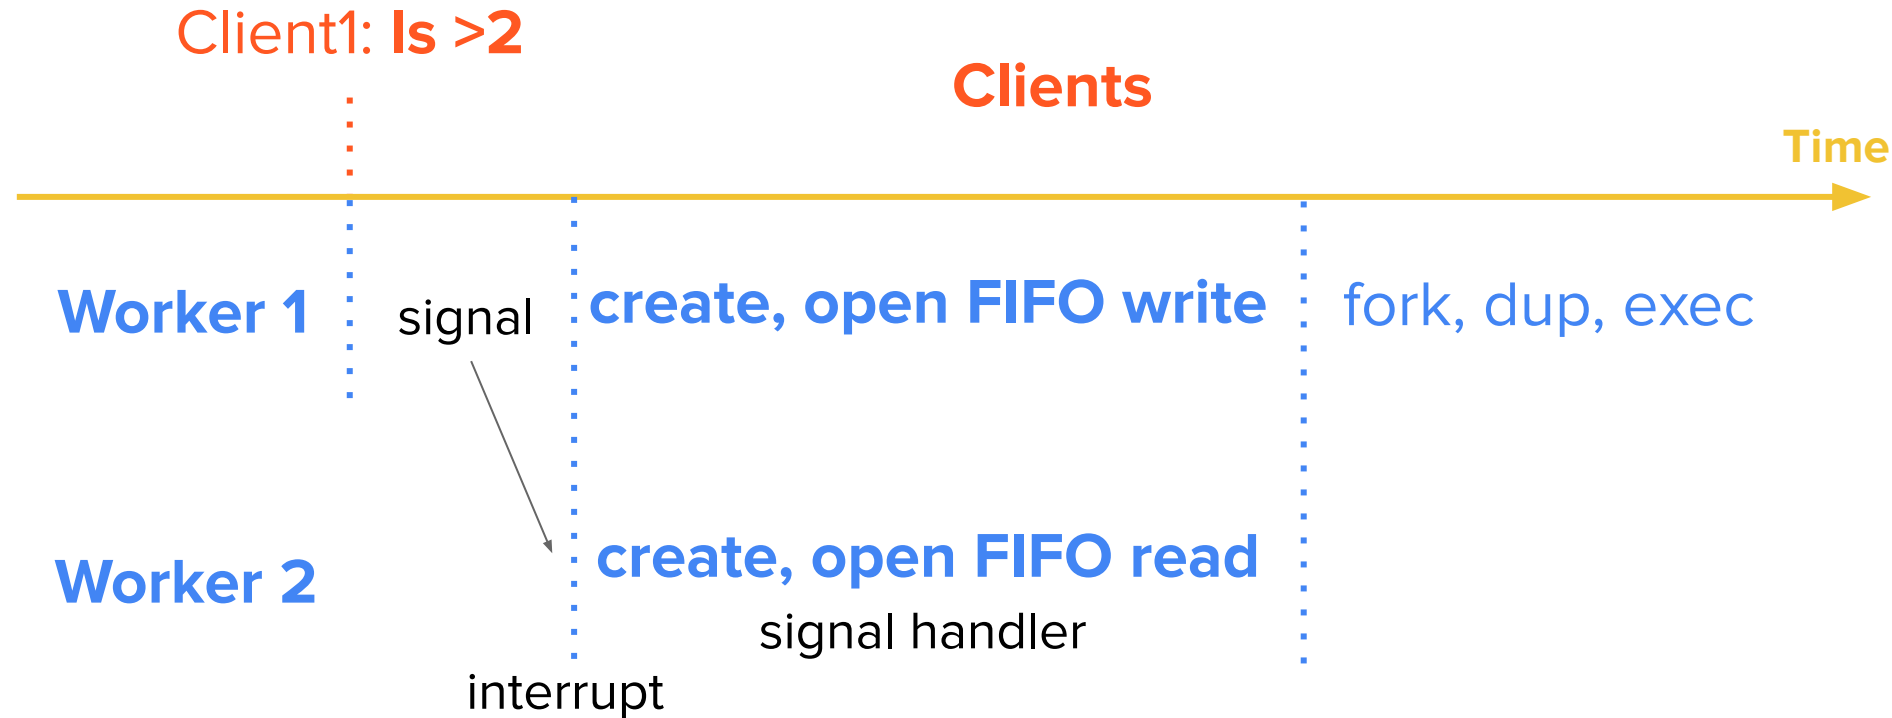 Client1: ls >2
Clients
Time
Worker 1
signal
create, open FIFO write
fork, dup, exec
Worker 2
create, open FIFO read
signal handler
interrupt